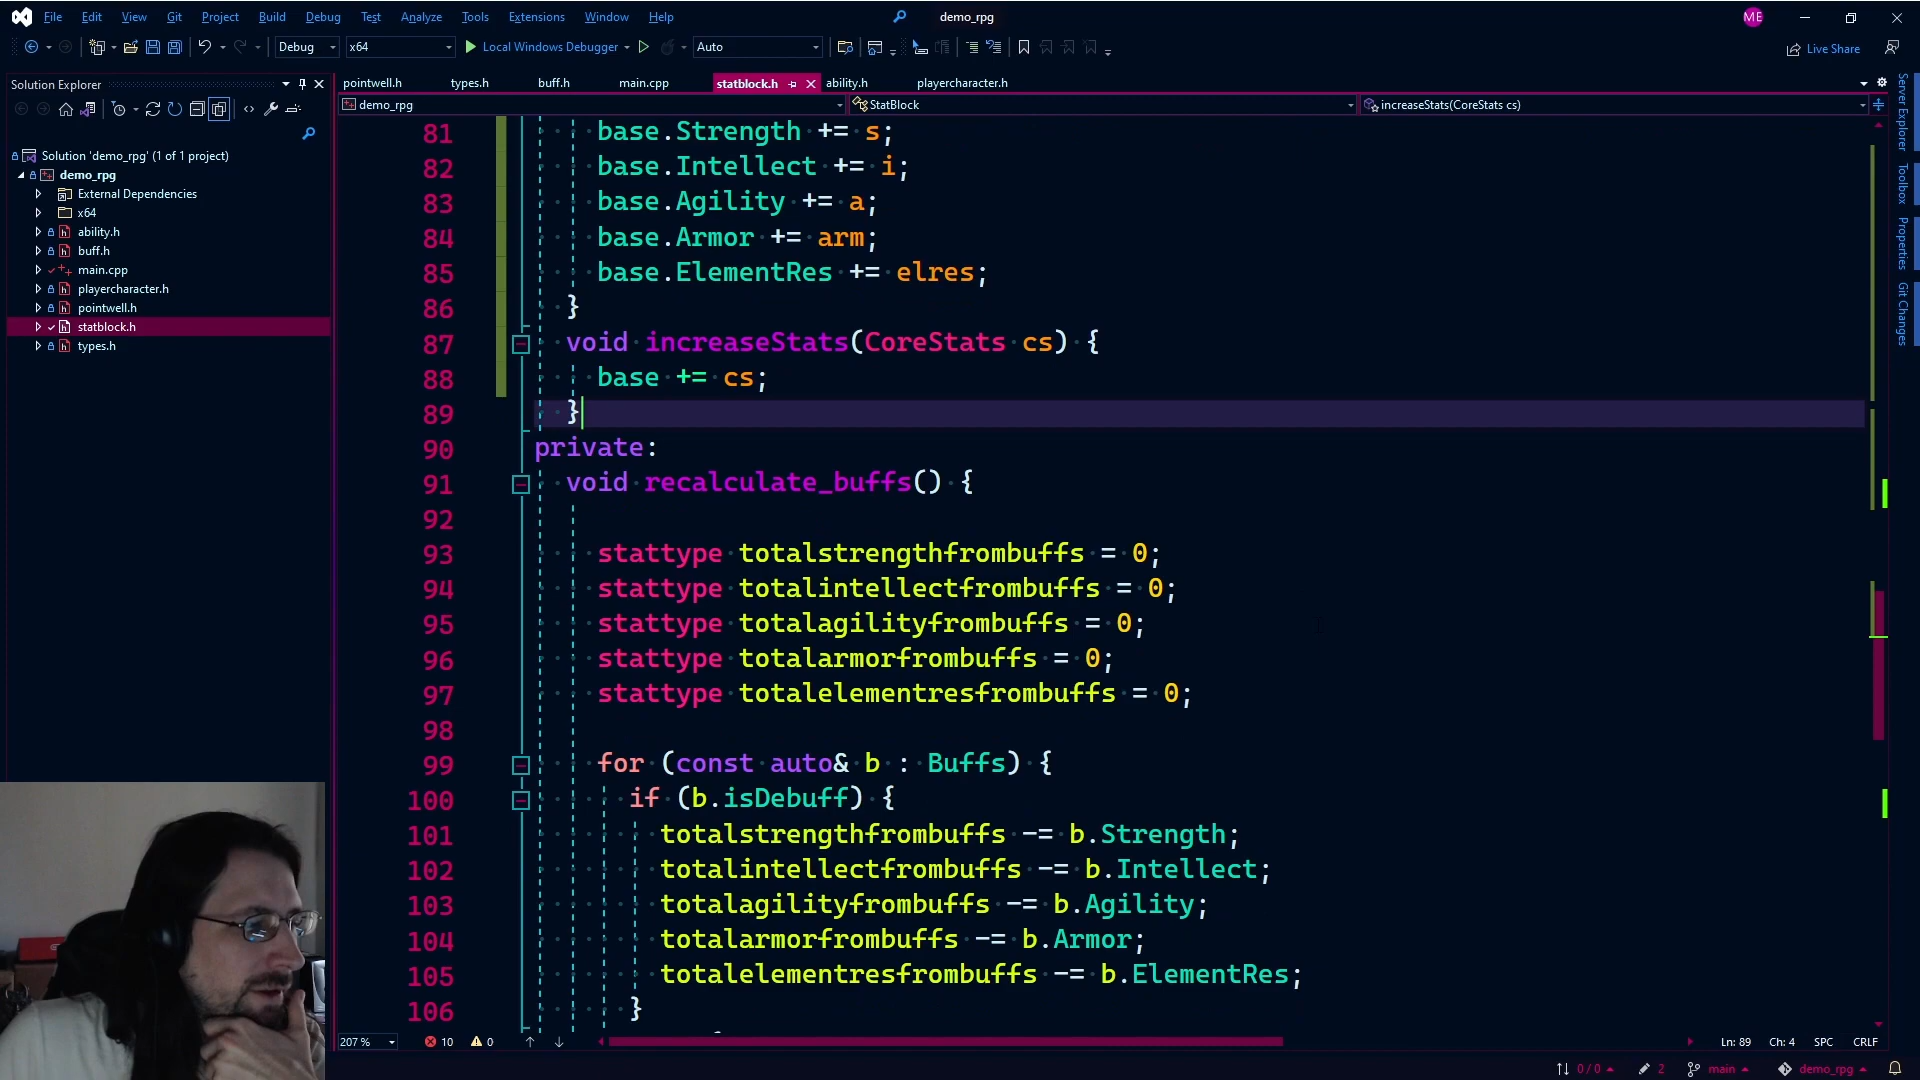 File Edit View Git Project Build Debug Test Analyze Tools Extensions Window Help demo_rpg ME
Debug x64 Local Windows Debugger Auto Live Share
Solution Explorer
Solution 'demo_rpg' (1 of 1 project)
demo_rpg
External Dependencies
x64
ability.h
buff.h
main.cpp
playercharacter.h
pointwell.h
statblock.h
types.h
pointwell.h types.h buff.h main.cpp statblock.h ability.h playercharacter.h
demo_rpg StatBlock increaseStats(CoreStats cs)
81 base.Strength += s;
82 base.Intellect += i;
83 base.Agility += a;
84 base.Armor += arm;
85 base.ElementRes += elres;
86 }
87 void increaseStats(CoreStats cs) {
88 base += cs;
89 }
90 private:
91 void recalculate_buffs() {
92
93 stattype totalstrengthfrombuffs = 0;
94 stattype totalintellectfrombuffs = 0;
95 stattype totalagilityfrombuffs = 0;
96 stattype totalarmorfrombuffs = 0;
97 stattype totalelementresfrombuffs = 0;
98
99 for (const auto& b : Buffs) {
100 if (b.isDebuff) {
101 totalstrengthfrombuffs -= b.Strength;
102 totalintellectfrombuffs -= b.Intellect;
103 totalagilityfrombuffs -= b.Agility;
104 totalarmorfrombuffs -= b.Armor;
105 totalelementresfrombuffs -= b.ElementRes;
106 }
207 % 10 0 Ln: 89 Ch: 4 SPC CRLF
0 / 0 2 main demo_rpg
Server Explorer
Toolbox
Properties
Git Changes